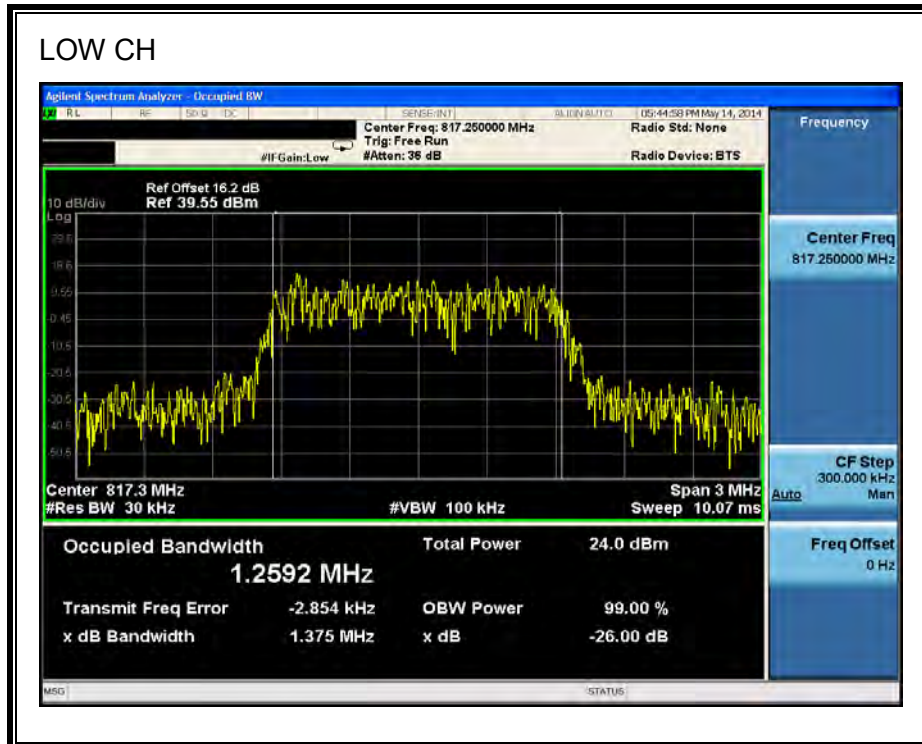 LOW CH
Agilent Spectrum Analyzer - Occupied BW
RL RF 50 Ω DC SENSE:INT ALIGN AUTO 05:44:58 PM May 14, 2014
Center Freq: 817.250000 MHz Radio Std: None
Trig: Free Run
#IFGain:Low #Atten: 36 dB Radio Device: BTS
Frequency
Ref Offset 16.2 dB
10 dB/div Ref 39.55 dBm
Log
29.6
19.6
9.55
-0.45
-10.5
-20.5
-30.5
-40.5
-50.5
Center Freq
817.250000 MHz
Center 817.3 MHz Span 3 MHz
#Res BW 30 kHz #VBW 100 kHz Sweep 10.07 ms
CF Step
300.000 kHz
Auto Man
Occupied Bandwidth Total Power 24.0 dBm
1.2592 MHz
Freq Offset
0 Hz
Transmit Freq Error -2.854 kHz OBW Power 99.00 %
x dB Bandwidth 1.375 MHz x dB -26.00 dB
MSG STATUS